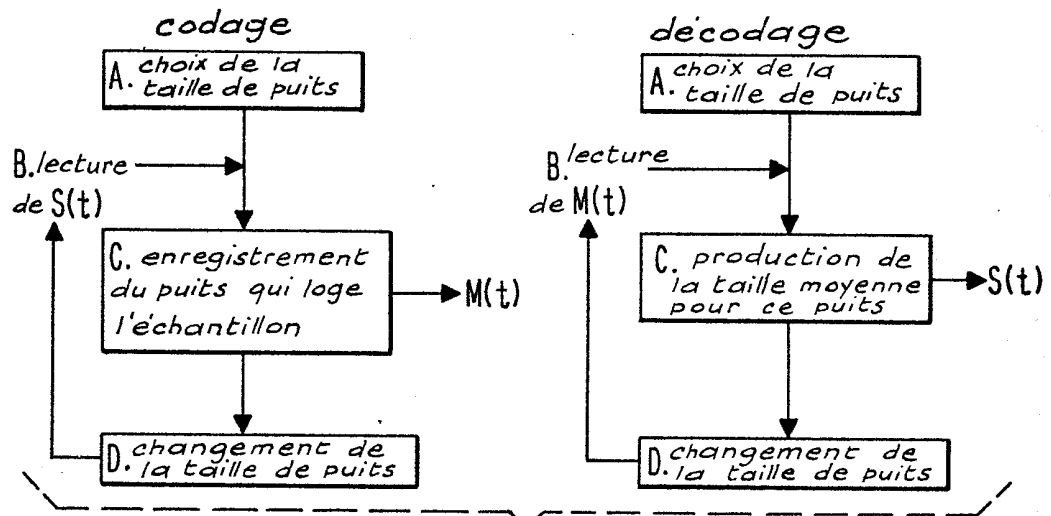 codage
A. choix de la
taille de puits
B. lecture
de S(t)
C. enregistrement
du puits qui loge
l'échantillon
M(t)
D. changement de
la taille de puits
décodage
A. choix de la
taille de puits
B. lecture
de M(t)
C. production de
la taille moyenne
pour ce puits
S(t)
D. changement de
la taille de puits